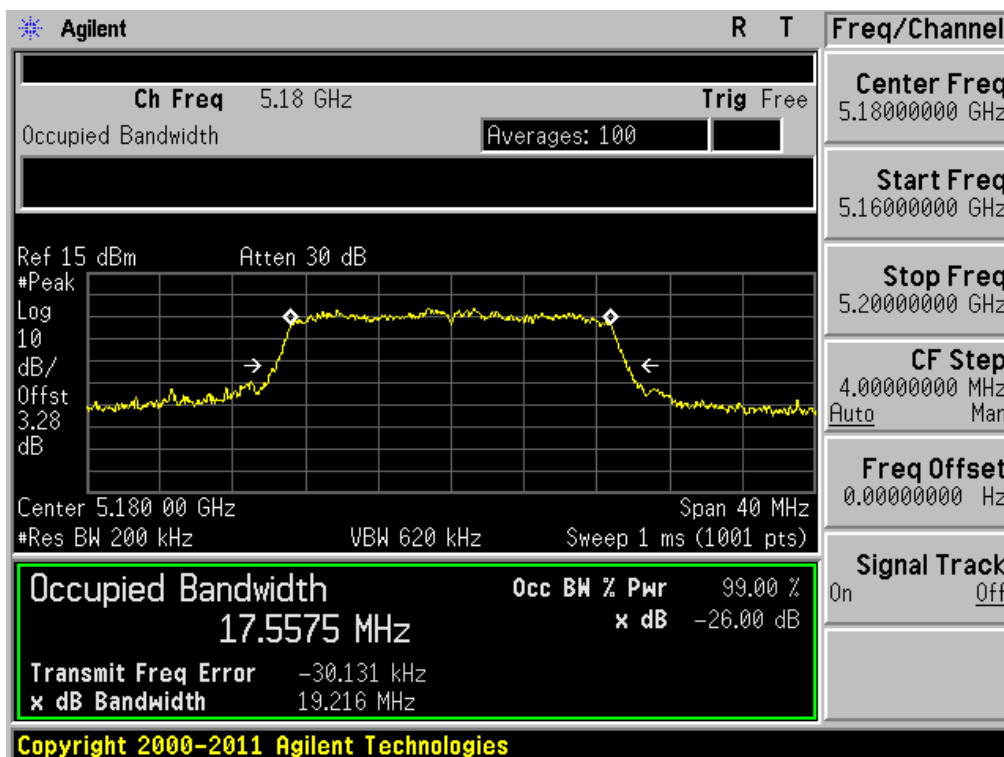 Agilent R T
Ch Freq 5.18 GHz Trig Free
Occupied Bandwidth Averages: 100
Ref 15 dBm Atten 30 dB
#Peak
Log
10
dB/
Offst
3.28
dB
Center 5.180 00 GHz Span 40 MHz
#Res BW 200 kHz VBW 620 kHz Sweep 1 ms (1001 pts)
Occupied Bandwidth Occ BW % Pwr 99.00 %
17.5575 MHz x dB -26.00 dB
Transmit Freq Error -30.131 kHz
x dB Bandwidth 19.216 MHz
Copyright 2000-2011 Agilent Technologies
Freq/Channel
Center Freq
5.18000000 GHz
Start Freq
5.16000000 GHz
Stop Freq
5.20000000 GHz
CF Step
4.00000000 MHz
Auto Man
Freq Offset
0.00000000 Hz
Signal Track
On Off